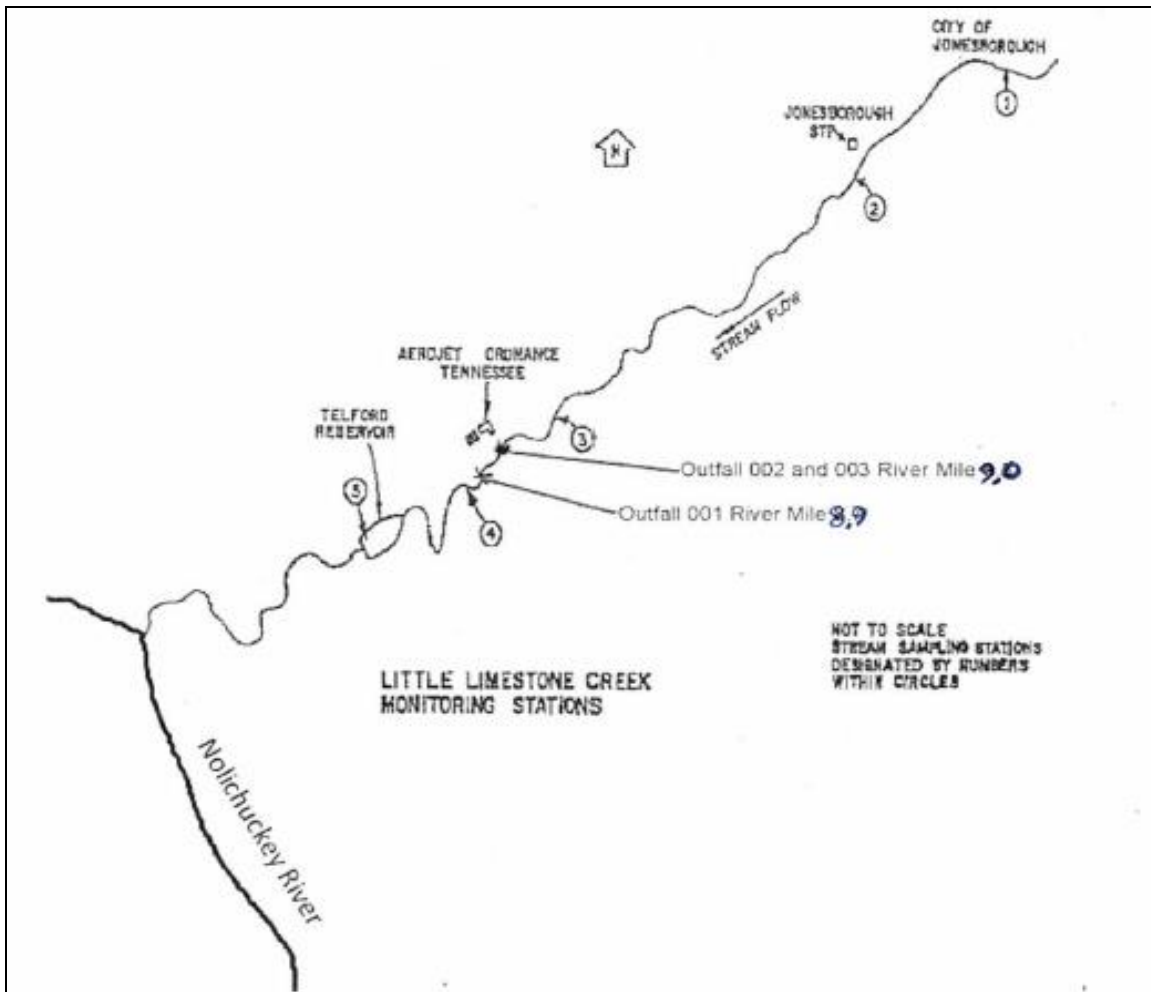 CITY OF
JONESBOROUGH
1
JONESBOROUGH
STP
N
2
STREAM FLOW
AEROJET ORDNANCE
TENNESSEE
TELFORD
RESERVOIR
3
Outfall 002 and 003 River Mile 9,0
5
Outfall 001 River Mile 8,9
4
NOT TO SCALE
STREAM SAMPLING STATIONS
DESIGNATED BY NUMBERS
WITHIN CIRCLES
LITTLE LIMESTONE CREEK
MONITORING STATIONS
Nolichuckey River